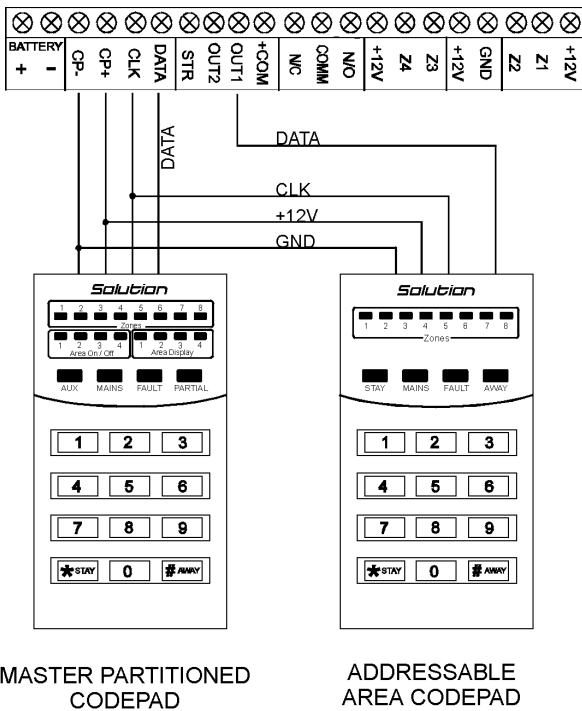 BATTERY
+ -
CP-
CP+
CLK
DATA
STR
OUT2
OUT1
+COM
N/C
COMM
N/O
+12V
Z4
Z3
+12V
GND
Z2
Z1
+12V
DATA
DATA
CLK
+12V
GND
Solution
1 2 3 4 5 6 7 8
Zones
1 2 3 4 1 2 3 4
Area On / Off Area Display
AUX MAINS FAULT PARTIAL
1 2 3
4 5 6
7 8 9
*STAY 0 # AWAY
Solution
1 2 3 4 5 6 7 8
Zones
STAY MAINS FAULT AWAY
1 2 3
4 5 6
7 8 9
*STAY 0 # AWAY
MASTER PARTITIONED
CODEPAD
ADDRESSABLE
AREA CODEPAD